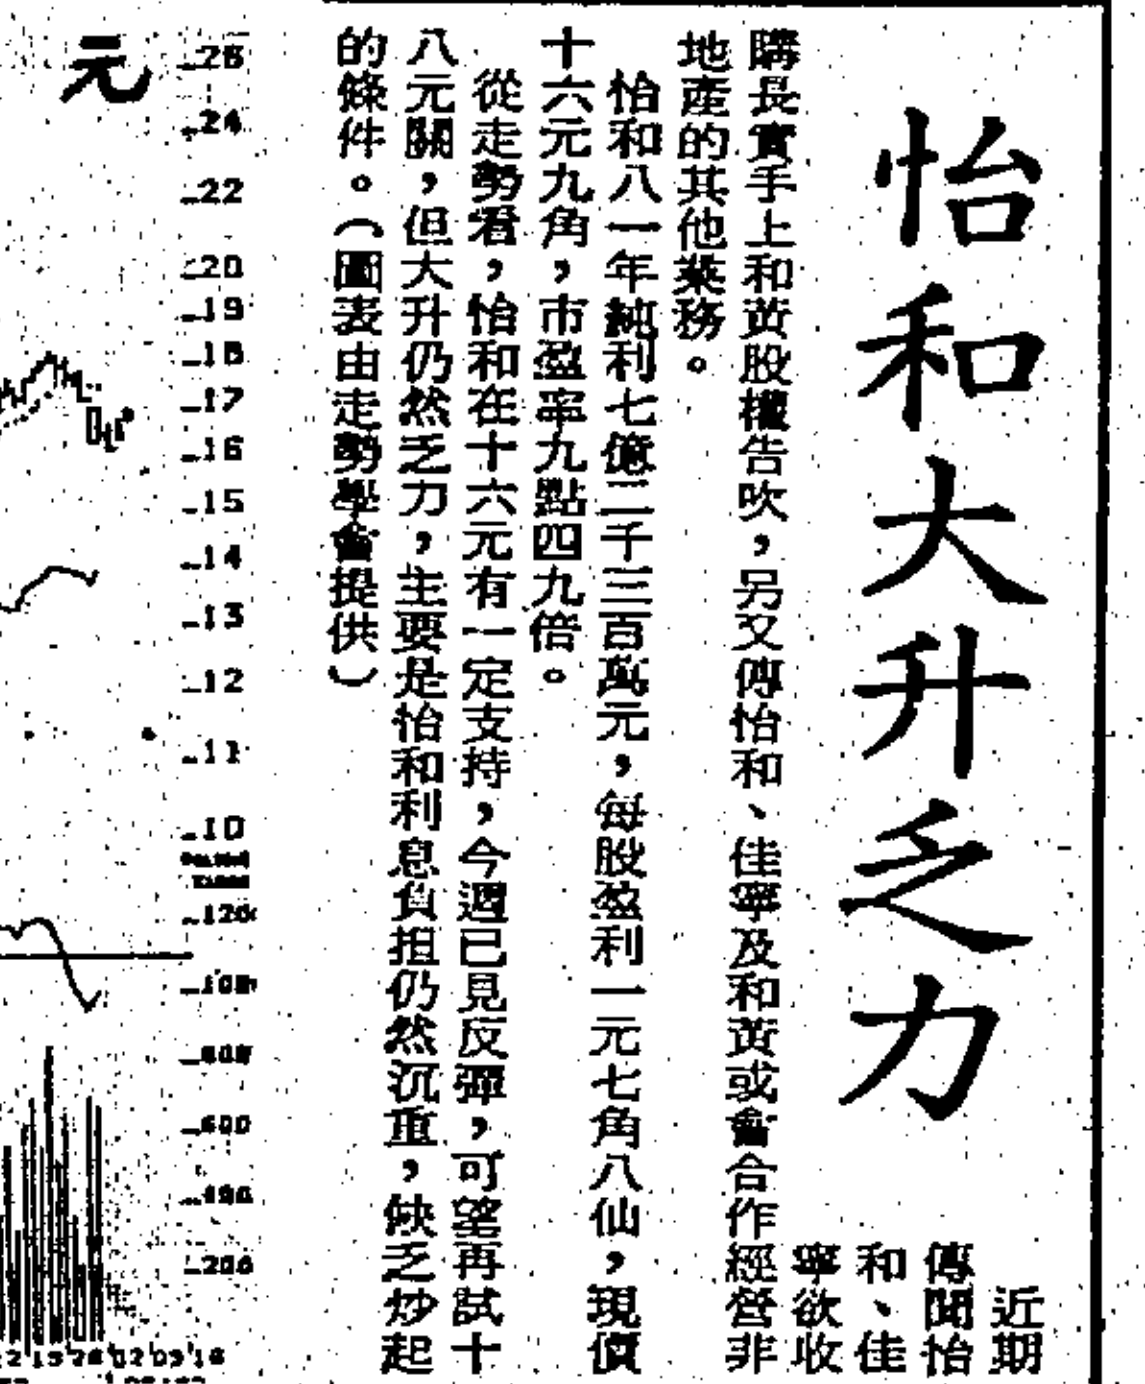 怡和大升乏力
近期
傳聞怡
和、佳
寧欲收
購長實手上和黃股權告吹，另又傳怡和、佳寧及和黃或會合作經營非
地產的其他業務。
怡和八一年純利七億二千三百萬元，每股盈利一元七角八仙，現價
十六元九角，市盈率九點四九倍。
從走勢看，怡和在十六元有一定支持，今週已見反彈，可望再試十
八元關，但大升仍然乏力，主要是怡和利息負担仍然沉重，缺乏炒起
的條件。（圖表由走勢學會提供）
元
26
24
22
20
19
18
17
16
15
14
13
12
11
10
120
100
800
600
400
200